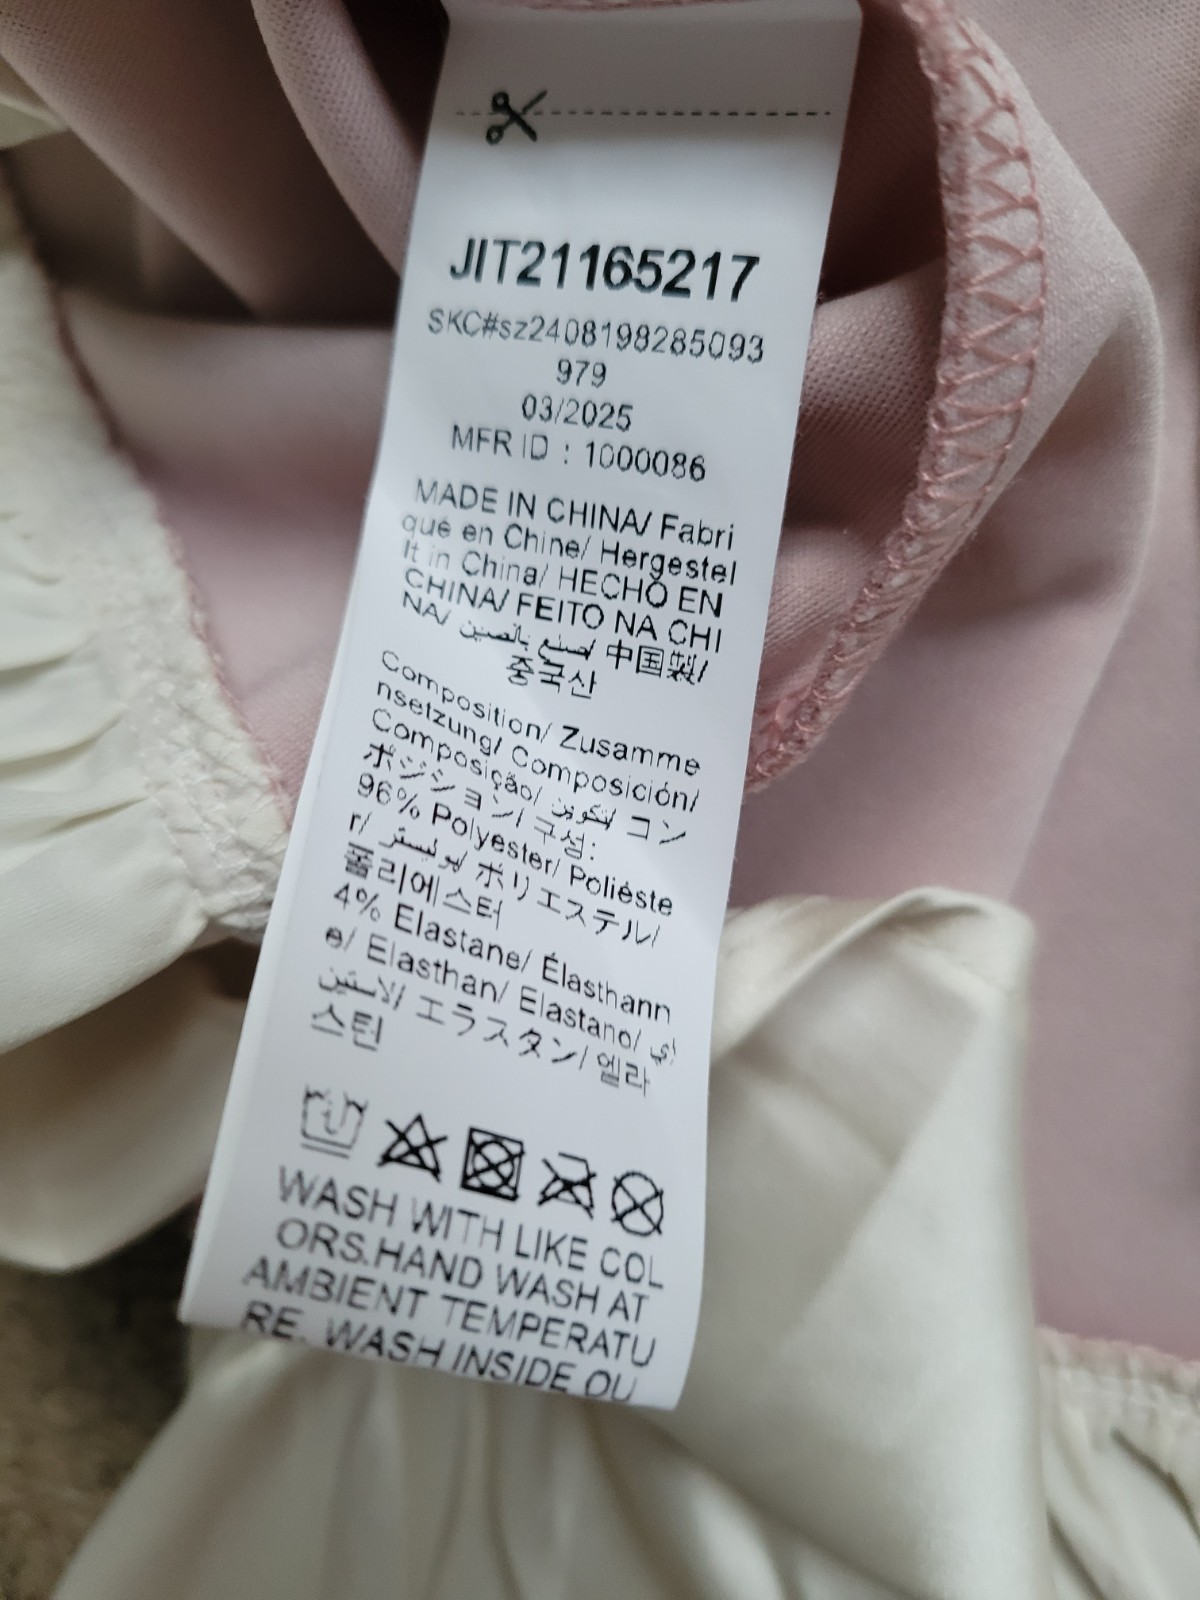 JIT21165217
SKC#sz2408198285093
979
03/2025
MFR ID : 1000086
MADE IN CHINA/ Fabri
qué en Chine/ Hergestel
lt in China/ HECHO EN
CHINA/ FEITO NA CHI
NA/ صنع بالصين/ 中国製/
중국산
Composition/ Zusamme
nsetzung/ Composición/
Composição/ التكوين/ コン
ポジション/ 구성:
96% Polyester/ Poliéste
r/ بوليستر/ ポリエステル/
폴리에스터
4% Elastane/ Élasthann
e/ Elasthan/ Elastano/ إي
لاستين/ エラスタン/ 엘라
스틴
WASH WITH LIKE COL
ORS.HAND WASH AT
AMBIENT TEMPERATU
RE. WASH INSIDE OU